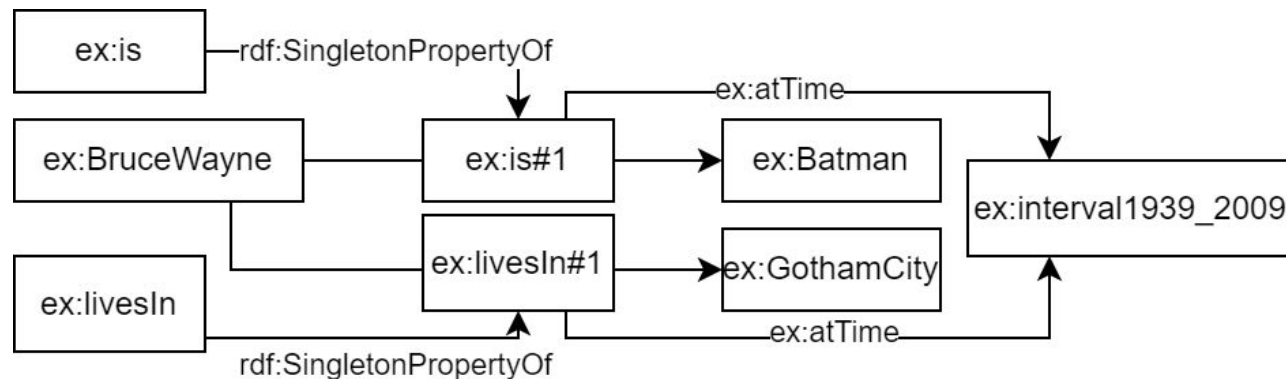 ex:is
rdf:SingletonPropertyOf
ex:atTime
ex:BruceWayne
ex:is#1
ex:Batman
ex:interval1939_2009
ex:livesIn#1
ex:GothamCity
ex:livesIn
ex:atTime
rdf:SingletonPropertyOf